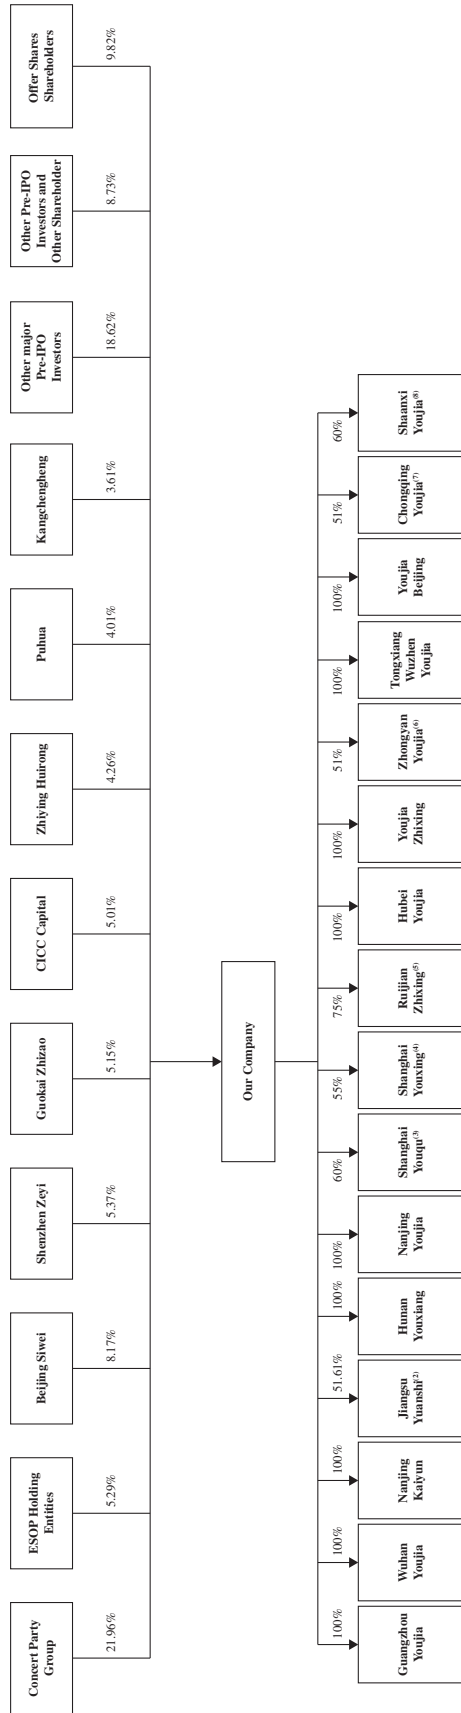 Concert Party
Group
ESOP Holding
Entities
Beijing Siwei
Shenzhen Zeyi
Guokai Zhizao
CICC Capital
Zhiying Huirong
Puhua
Kangchengheng
Other major
Pre-IPO
Investors
Other Pre-IPO
Investors and
Other Shareholder
Offer Shares
Shareholders
21.96%
5.29%
8.17%
5.37%
5.15%
5.01%
4.26%
4.01%
3.61%
18.62%
8.73%
9.82%
Our Company
100%
100%
100%
51.61%
100%
100%
60%
55%
75%
100%
100%
51%
100%
100%
51%
60%
Guangzhou
Youjia
Wuhan
Youjia
Nanjing
Kaiyun
Jiangsu
Yuanshi(2)
Hunan
Youxiang
Nanjing
Youjia
Shanghai
Youqu(3)
Shanghai
Youxing(4)
Ruijian
Zhixing(5)
Hubei
Youjia
Youjia
Zhixing
Zhongyan
Youjia(6)
Tongxiang
Wuzhen
Youjia
Youjia
Beijing
Chongqing
Youjia(7)
Shaanxi
Youjia(8)